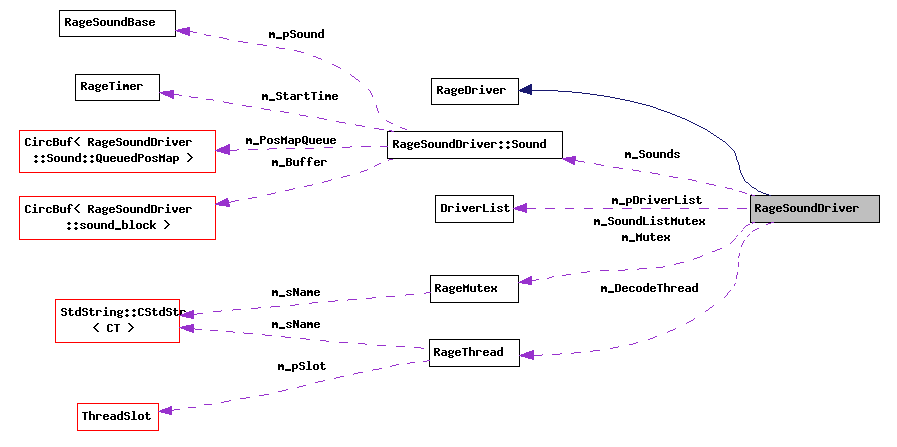 RageSoundBase
m_pSound
RageTimer
m_StartTime
RageDriver
CircBuf< RageSoundDriver
::Sound::QueuedPosMap >
m_PosMapQueue
m_Buffer
RageSoundDriver::Sound
m_Sounds
CircBuf< RageSoundDriver
::sound_block >
DriverList
m_pDriverList
m_SoundListMutex
m_Mutex
RageSoundDriver
RageMutex
m_DecodeThread
m_sName
StdString::CStdStr
< CT >
m_sName
RageThread
m_pSlot
ThreadSlot